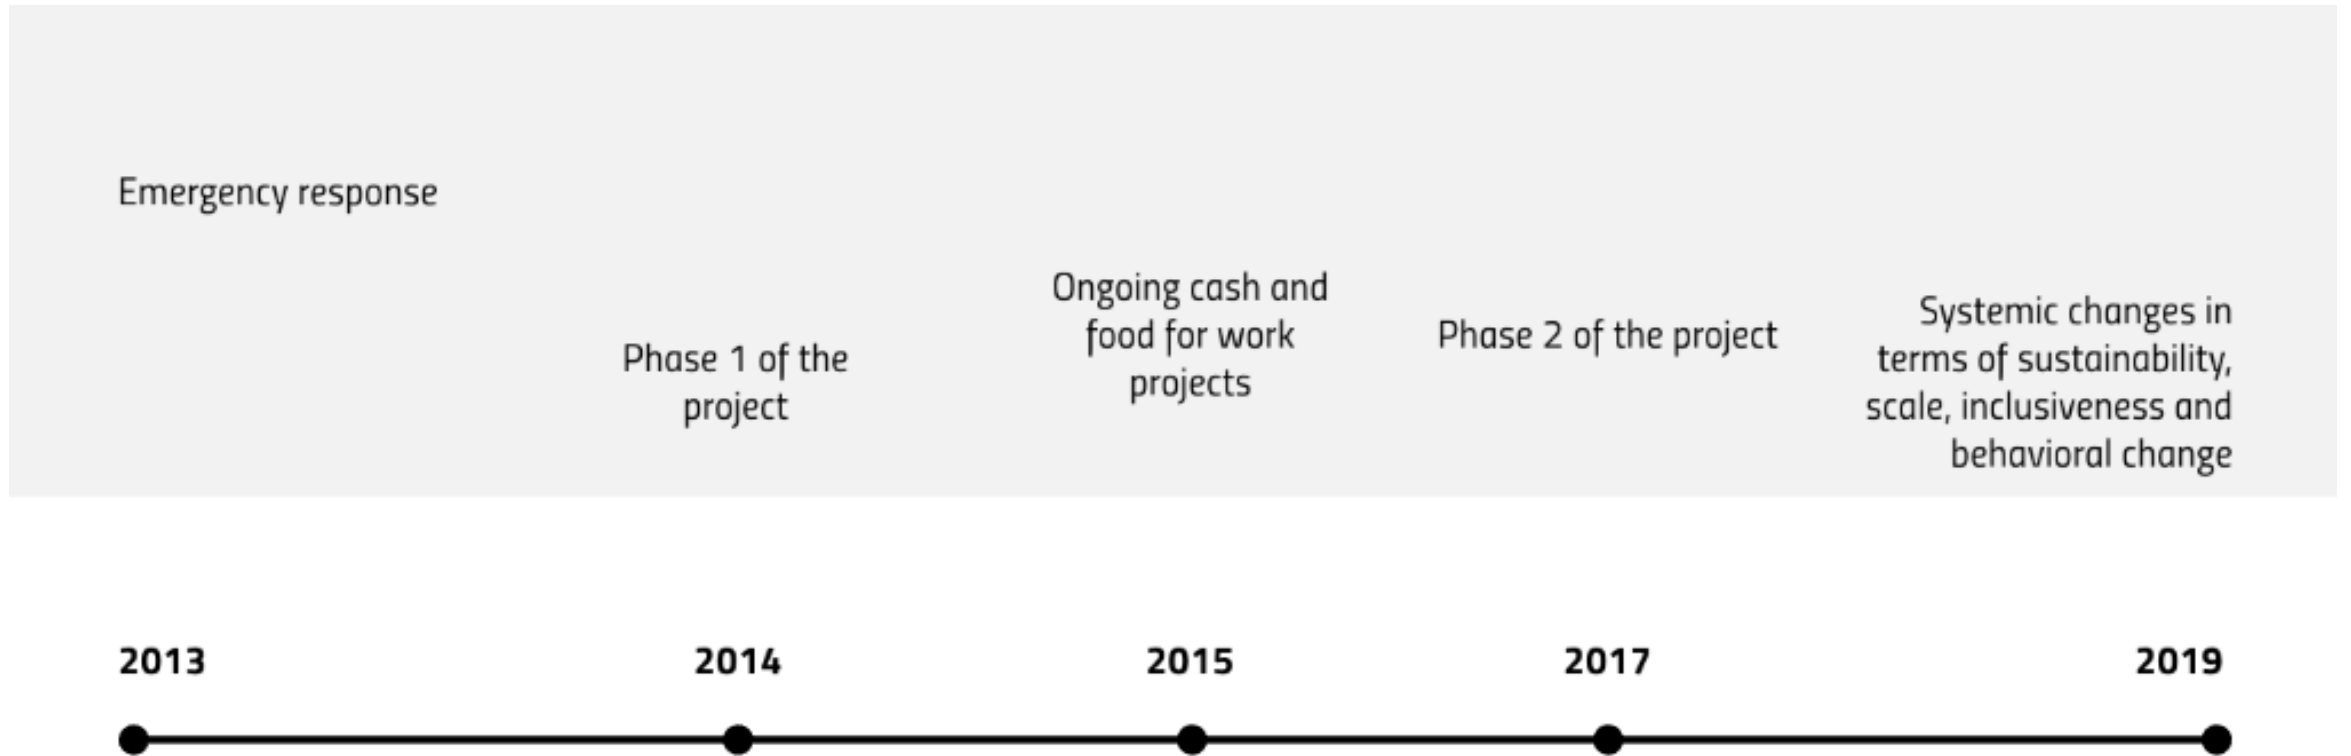 Emergency response
Phase 1 of the
project
Ongoing cash and
food for work
projects
Phase 2 of the project
Systemic changes in
terms of sustainability,
scale, inclusiveness and
behavioral change
2013
2014
2015
2017
2019